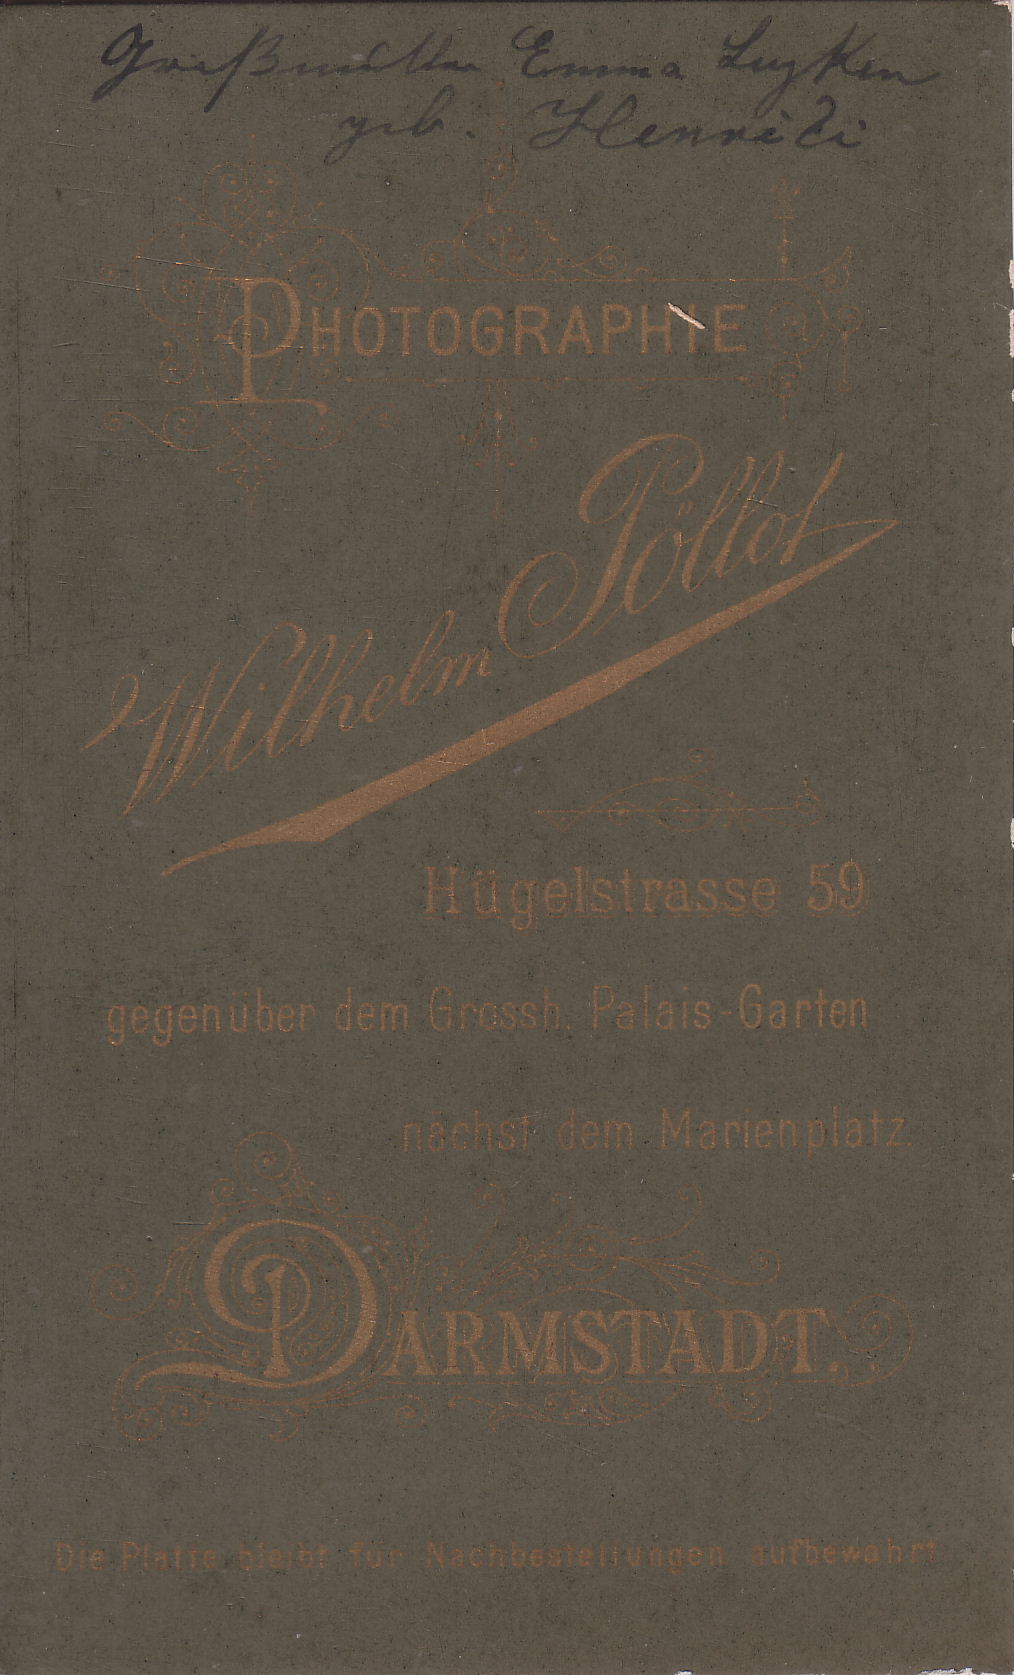 Großmutter Emma Luyken
geb. Henrici
PHOTOGRAPHIE
Wilhelm Pöllot
Hügelstrasse 59
gegenüber dem Grossh. Palais-Garten
nächst dem Marienplatz.
DARMSTADT.
Die Platte bleibt für Nachbestellungen aufbewahrt